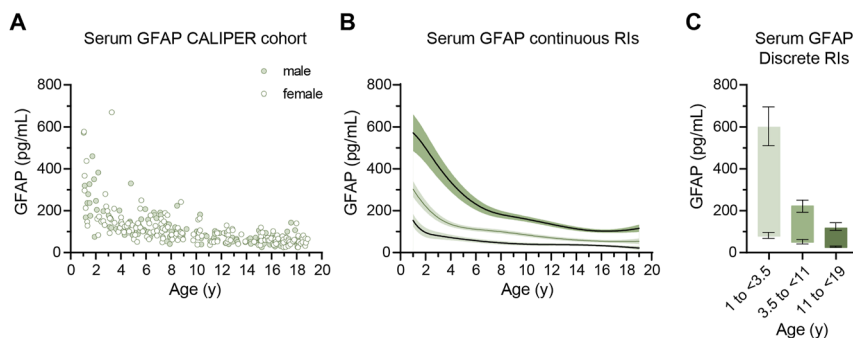 A
Serum GFAP CALIPER cohort
male
female
GFAP (pg/mL)
800
600
400
200
0
0 2 4 6 8 10 12 14 16 18 20
Age (y)
B
Serum GFAP continuous RIs
GFAP (pg/mL)
800
600
400
200
0
0 2 4 6 8 10 12 14 16 18 20
Age (y)
C
Serum GFAP
Discrete RIs
GFAP (pg/mL)
800
600
400
200
0
1 to <3.5
3.5 to <11
11 to <19
Age (y)